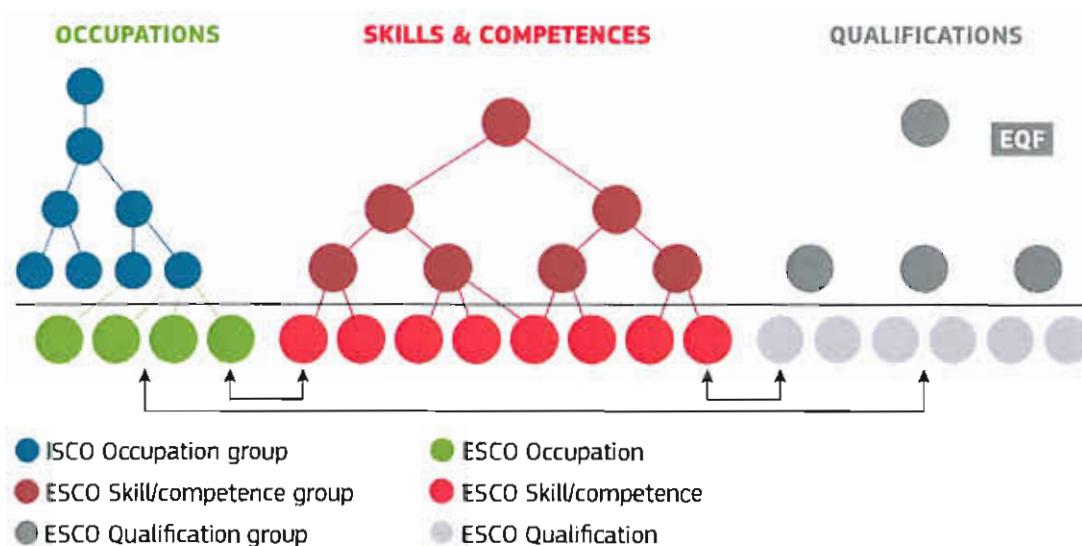 OCCUPATIONS
SKILLS & COMPETENCES
QUALIFICATIONS
EQF
ISCO Occupation group
ESCO Occupation
ESCO Skill/competence group
ESCO Skill/competence
ESCO Qualification group
ESCO Qualification